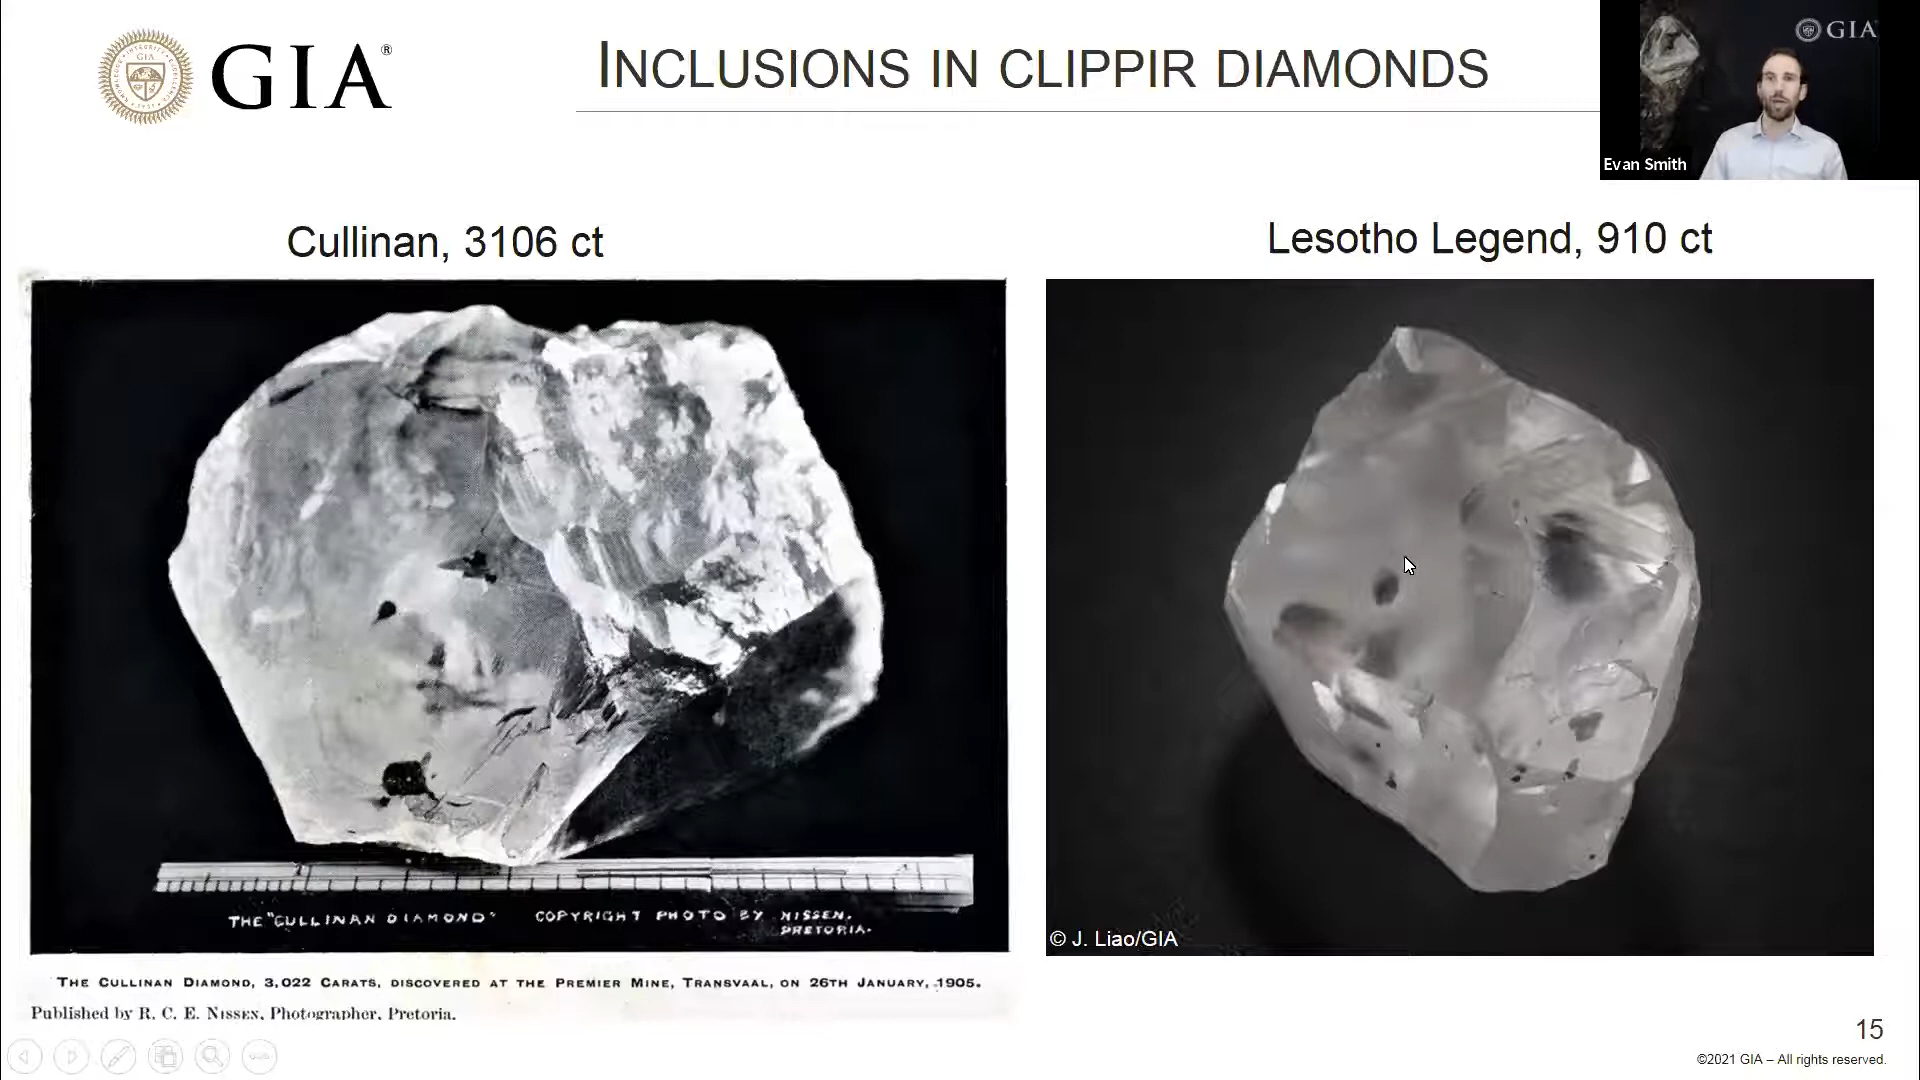 GIA®
INCLUSIONS IN CLIPPIR DIAMONDS
GIA
Evan Smith
Cullinan, 3106 ct
Lesotho Legend, 910 ct
THE "CULLINAN DIAMOND" COPYRIGHT PHOTO BY NISSEN.
PRETORIA.
© J. Liao/GIA
THE CULLINAN DIAMOND, 3,022 CARATS, DISCOVERED AT THE PREMIER MINE, TRANSVAAL, ON 26TH JANUARY, 1905.
Published by R. C. E. NISSEN, Photographer, Pretoria.
15
©2021 GIA – All rights reserved.